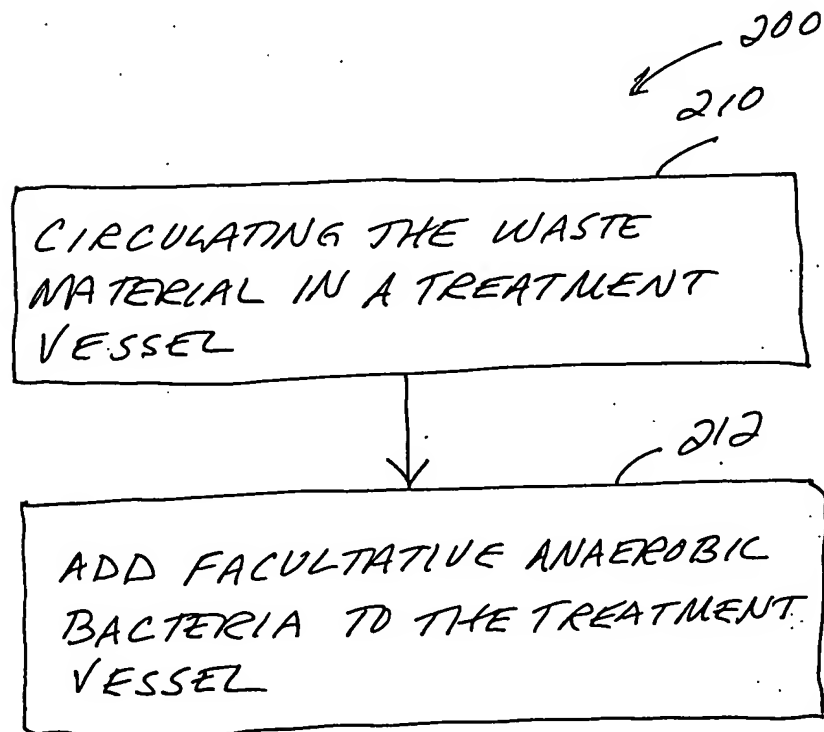 200
210
CIRCULATING THE WASTE
MATERIAL IN A TREATMENT
VESSEL
212
ADD FACULTATIVE ANAEROBIC
BACTERIA TO THE TREATMENT
VESSEL